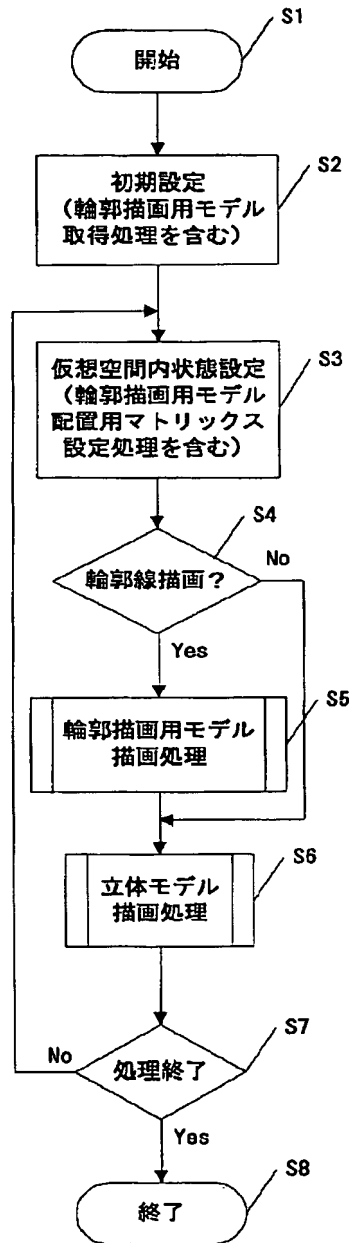 S1
開始
S2
初期設定
（輪郭描画用モデル
取得処理を含む）
S3
仮想空間内状態設定
（輪郭描画用モデル
配置用マトリックス
設定処理を含む）
S4
輪郭線描画？
No
Yes
S5
輪郭描画用モデル
描画処理
S6
立体モデル
描画処理
S7
No
処理終了
Yes
S8
終了